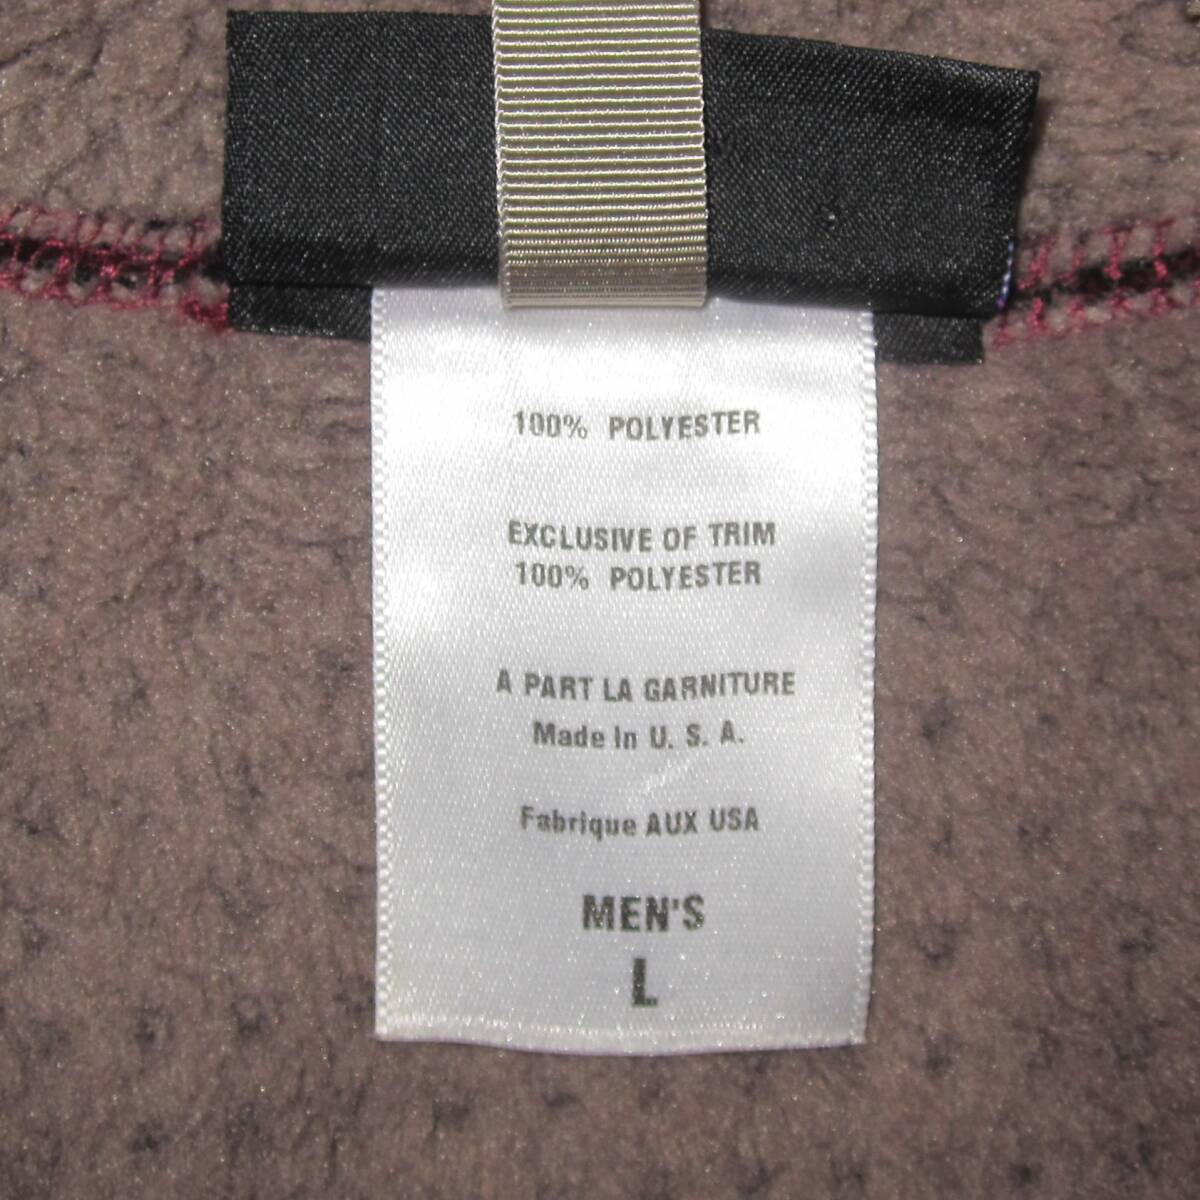 100% POLYESTER
EXCLUSIVE OF TRIM
100% POLYESTER
A PART LA GARNITURE
Made In U. S. A.
Fabrique AUX USA
MEN'S
L